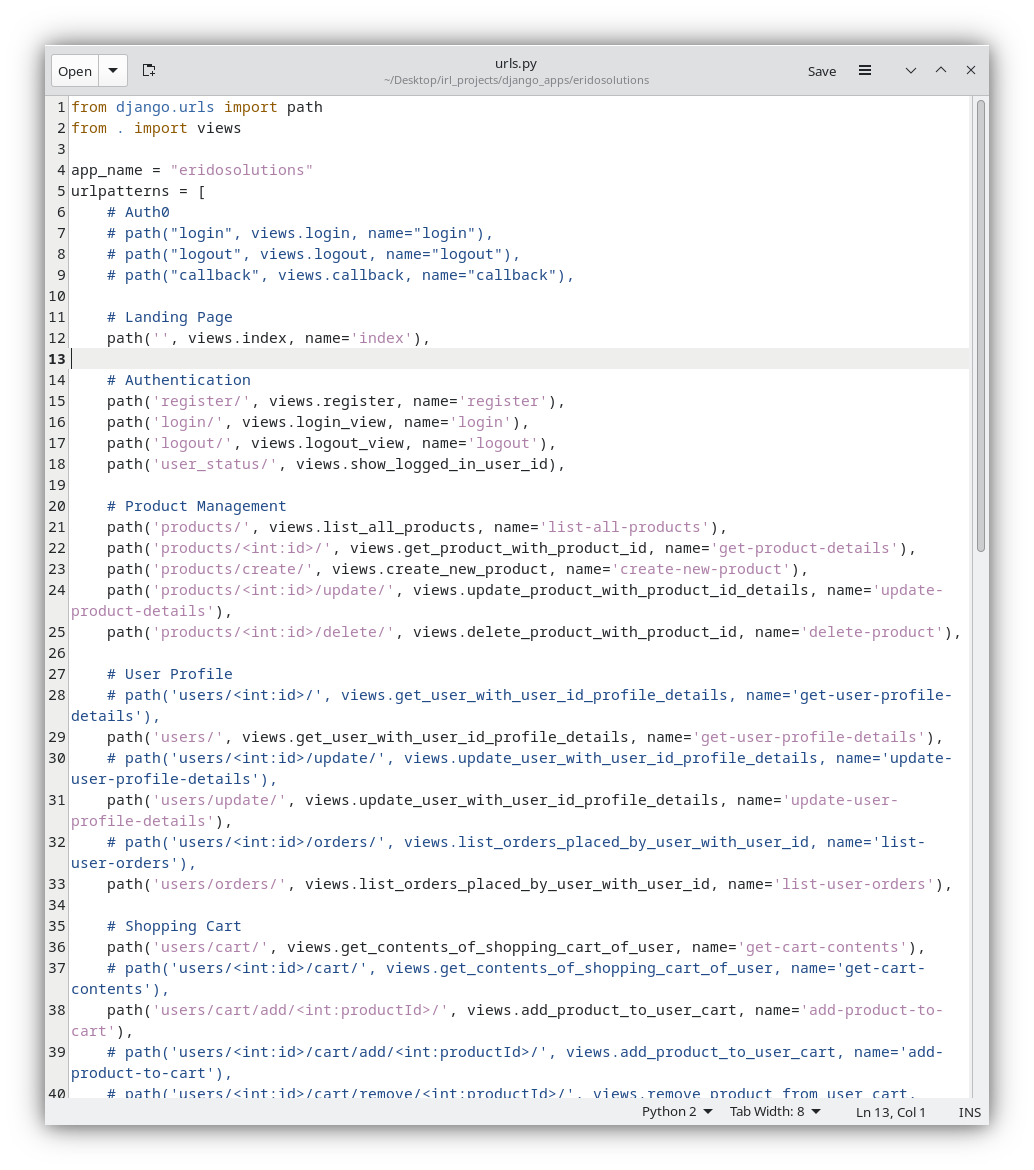 Open
urls.py
~/Desktop/irl_projects/django_apps/eridosolutions
Save
1 from django.urls import path
2 from . import views
3
4 app_name = "eridosolutions"
5 urlpatterns = [
6     # Auth0
7     # path("login", views.login, name="login"),
8     # path("logout", views.logout, name="logout"),
9     # path("callback", views.callback, name="callback"),
10
11     # Landing Page
12     path('', views.index, name='index'),
13
14     # Authentication
15     path('register/', views.register, name='register'),
16     path('login/', views.login_view, name='login'),
17     path('logout/', views.logout_view, name='logout'),
18     path('user_status/', views.show_logged_in_user_id),
19
20     # Product Management
21     path('products/', views.list_all_products, name='list-all-products'),
22     path('products/<int:id>/', views.get_product_with_product_id, name='get-product-details'),
23     path('products/create/', views.create_new_product, name='create-new-product'),
24     path('products/<int:id>/update/', views.update_product_with_product_id_details, name='update-
product-details'),
25     path('products/<int:id>/delete/', views.delete_product_with_product_id, name='delete-product'),
26
27     # User Profile
28     # path('users/<int:id>/', views.get_user_with_user_id_profile_details, name='get-user-profile-
details'),
29     path('users/', views.get_user_with_user_id_profile_details, name='get-user-profile-details'),
30     # path('users/<int:id>/update/', views.update_user_with_user_id_profile_details, name='update-
user-profile-details'),
31     path('users/update/', views.update_user_with_user_id_profile_details, name='update-user-
profile-details'),
32     # path('users/<int:id>/orders/', views.list_orders_placed_by_user_with_user_id, name='list-
user-orders'),
33     path('users/orders/', views.list_orders_placed_by_user_with_user_id, name='list-user-orders'),
34
35     # Shopping Cart
36     path('users/cart/', views.get_contents_of_shopping_cart_of_user, name='get-cart-contents'),
37     # path('users/<int:id>/cart/', views.get_contents_of_shopping_cart_of_user, name='get-cart-
contents'),
38     path('users/cart/add/<int:productId>/', views.add_product_to_user_cart, name='add-product-to-
cart'),
39     # path('users/<int:id>/cart/add/<int:productId>/', views.add_product_to_user_cart, name='add-
product-to-cart'),
40     # path('users/<int:id>/cart/remove/<int:productId>/', views.remove_product_from_user_cart,
Python 2 Tab Width: 8 Ln 13, Col 1 INS